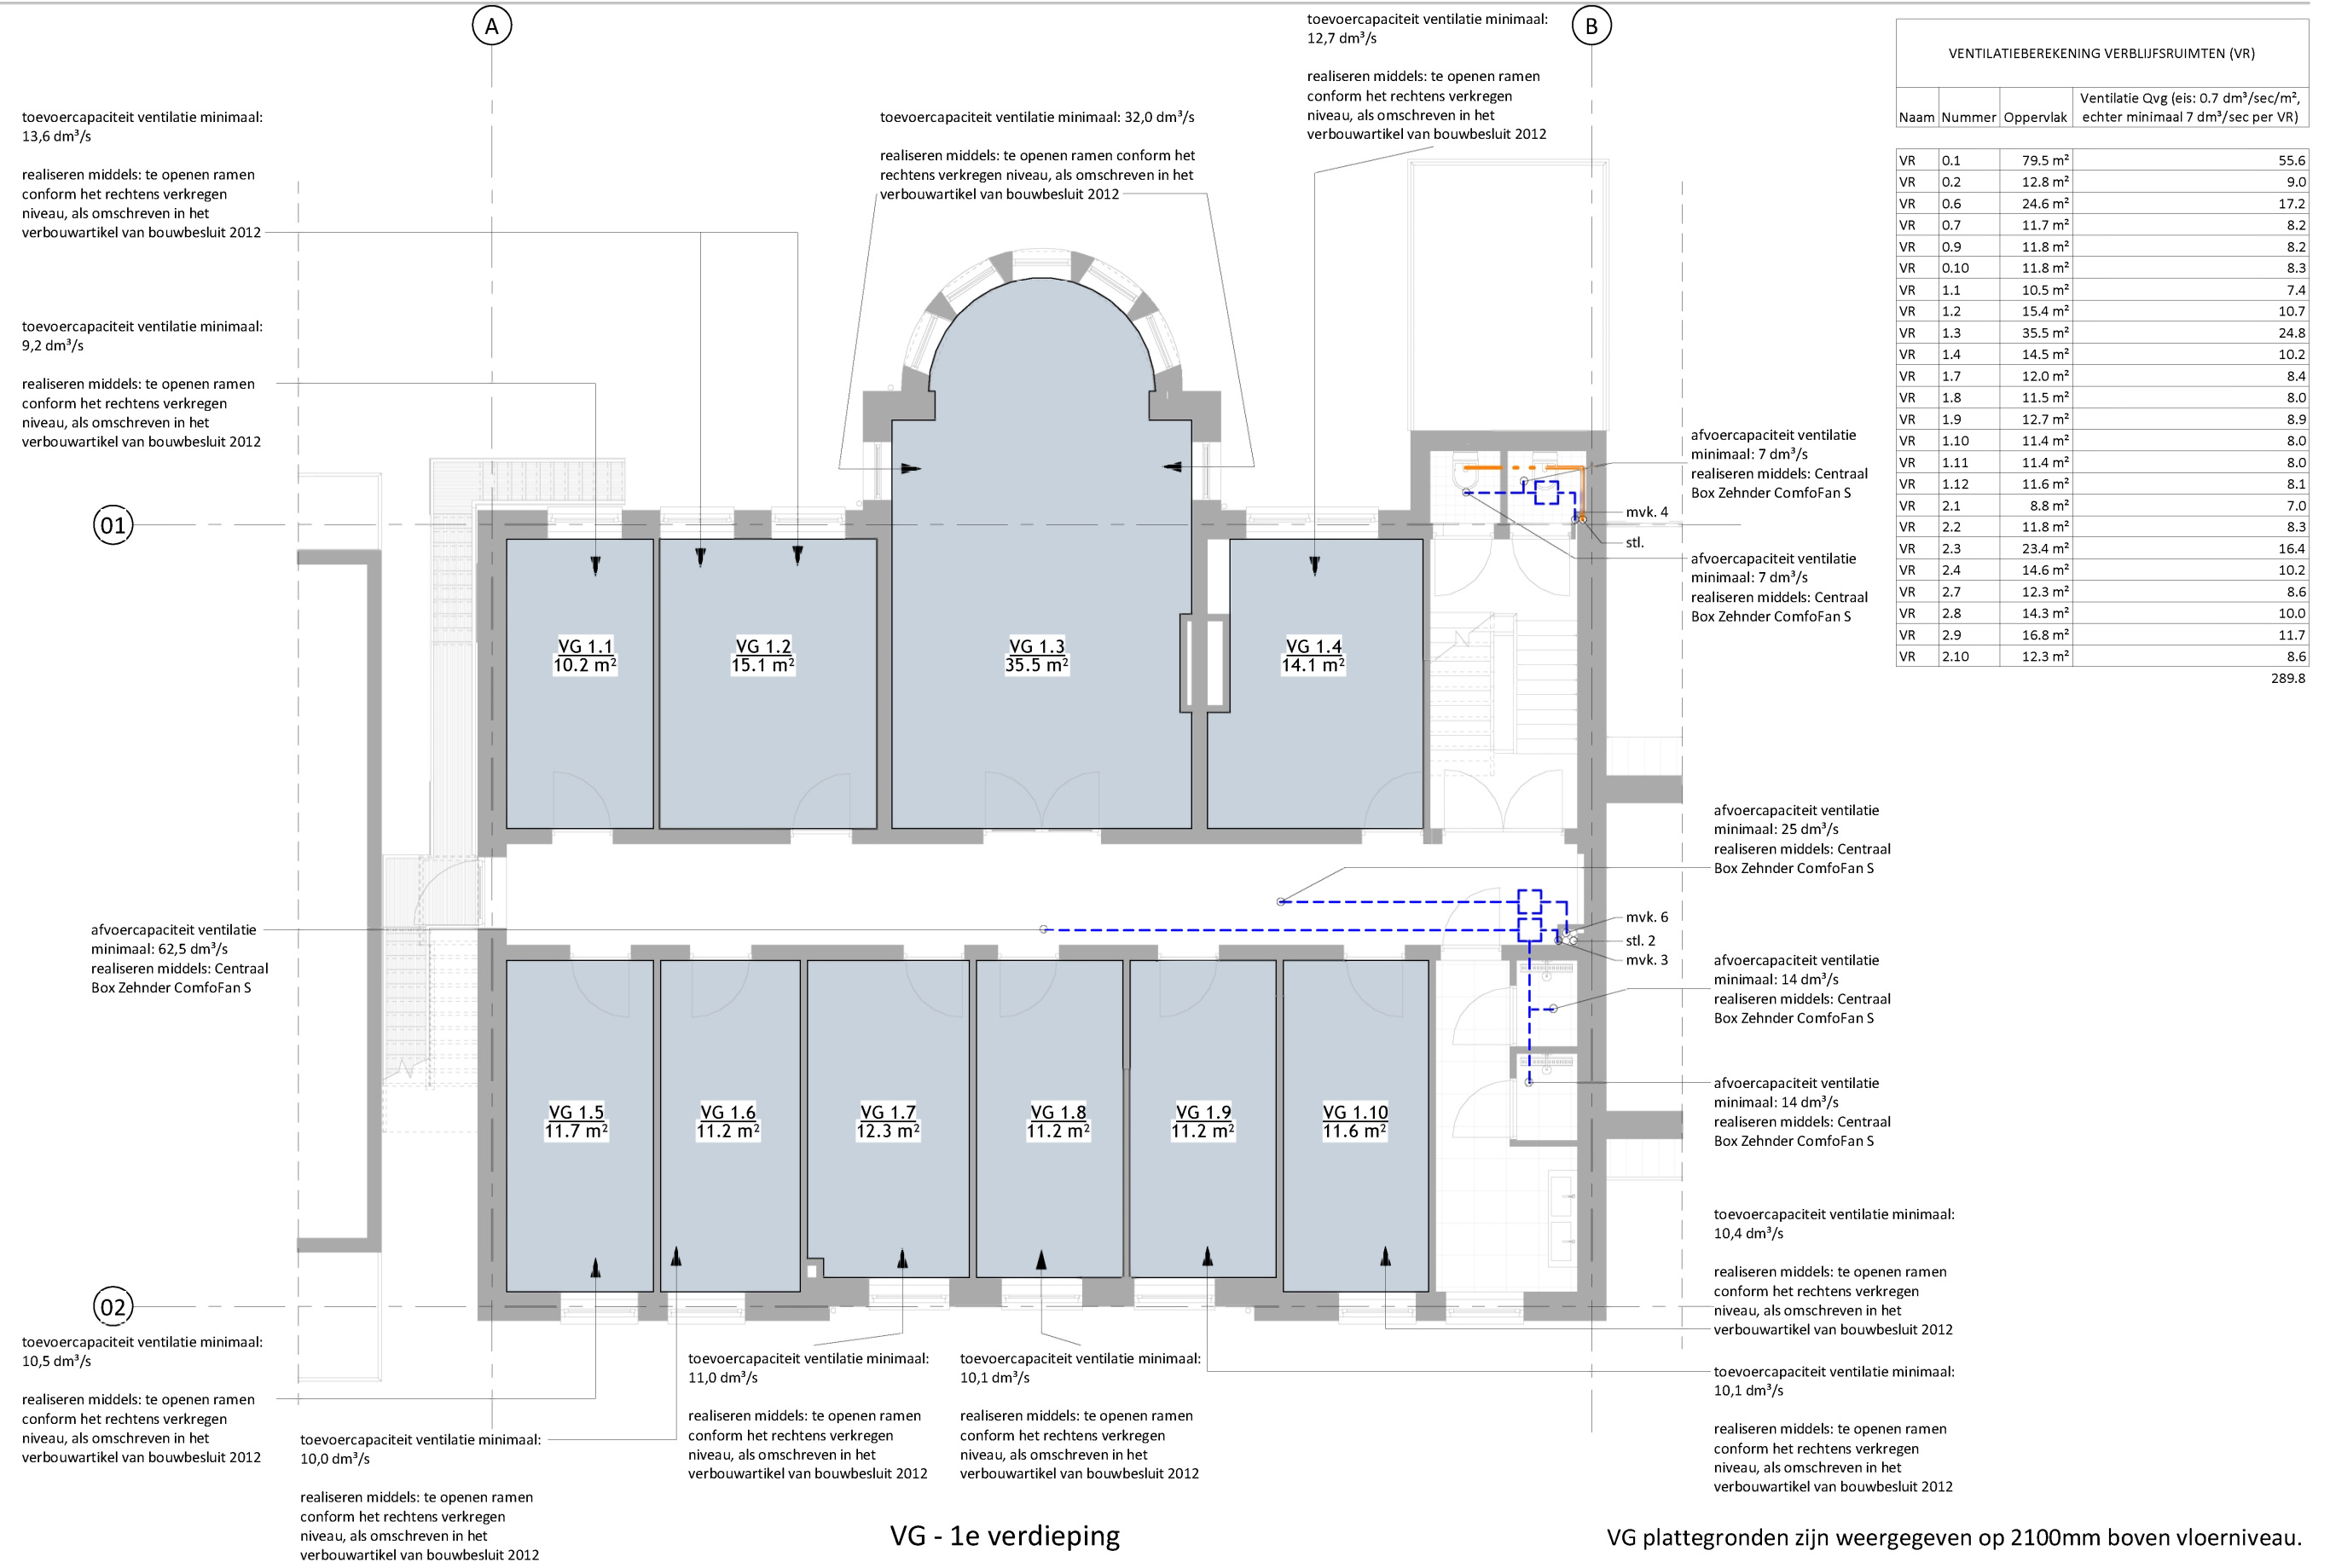 A
B
toevoercapaciteit ventilatie minimaal:
12,7 dm³/s
realiseren middels: te openen ramen
conform het rechtens verkregen
niveau, als omschreven in het
verbouwartikel van bouwbesluit 2012
toevoercapaciteit ventilatie minimaal:
13,6 dm³/s
realiseren middels: te openen ramen
conform het rechtens verkregen
niveau, als omschreven in het
verbouwartikel van bouwbesluit 2012
toevoercapaciteit ventilatie minimaal: 32,0 dm³/s
realiseren middels: te openen ramen conform het
rechtens verkregen niveau, als omschreven in het
verbouwartikel van bouwbesluit 2012
toevoercapaciteit ventilatie minimaal:
9,2 dm³/s
realiseren middels: te openen ramen
conform het rechtens verkregen
niveau, als omschreven in het
verbouwartikel van bouwbesluit 2012
VENTILATIEBEREKENING VERBLIJFSRUIMTEN (VR)
Naam Nummer Oppervlak Ventilatie Qvg (eis: 0.7 dm³/sec/m²,
echter minimaal 7 dm³/sec per VR)
VR 0.1 79.5 m² 55.6
VR 0.2 12.8 m² 9.0
VR 0.6 24.6 m² 17.2
VR 0.7 11.7 m² 8.2
VR 0.9 11.8 m² 8.2
VR 0.10 11.8 m² 8.3
VR 1.1 10.5 m² 7.4
VR 1.2 15.4 m² 10.7
VR 1.3 35.5 m² 24.8
VR 1.4 14.5 m² 10.2
VR 1.7 12.0 m² 8.4
VR 1.8 11.5 m² 8.0
VR 1.9 12.7 m² 8.9
VR 1.10 11.4 m² 8.0
VR 1.11 11.4 m² 8.0
VR 1.12 11.6 m² 8.1
VR 2.1 8.8 m² 7.0
VR 2.2 11.8 m² 8.3
VR 2.3 23.4 m² 16.4
VR 2.4 14.6 m² 10.2
VR 2.7 12.3 m² 8.6
VR 2.8 14.3 m² 10.0
VR 2.9 16.8 m² 11.7
VR 2.10 12.3 m² 8.6
289.8
afvoercapaciteit ventilatie
minimaal: 7 dm³/s
realiseren middels: Centraal
Box Zehnder ComfoFan S
mvk. 4
stl.
afvoercapaciteit ventilatie
minimaal: 7 dm³/s
realiseren middels: Centraal
Box Zehnder ComfoFan S
01
VG 1.1
10.2 m²
VG 1.2
15.1 m²
VG 1.3
35.5 m²
VG 1.4
14.1 m²
afvoercapaciteit ventilatie
minimaal: 25 dm³/s
realiseren middels: Centraal
Box Zehnder ComfoFan S
afvoercapaciteit ventilatie
minimaal: 62,5 dm³/s
realiseren middels: Centraal
Box Zehnder ComfoFan S
mvk. 6
stl. 2
mvk. 3
afvoercapaciteit ventilatie
minimaal: 14 dm³/s
realiseren middels: Centraal
Box Zehnder ComfoFan S
afvoercapaciteit ventilatie
minimaal: 14 dm³/s
realiseren middels: Centraal
Box Zehnder ComfoFan S
VG 1.5
11.7 m²
VG 1.6
11.2 m²
VG 1.7
12.3 m²
VG 1.8
11.2 m²
VG 1.9
11.2 m²
VG 1.10
11.6 m²
toevoercapaciteit ventilatie minimaal:
10,4 dm³/s
realiseren middels: te openen ramen
conform het rechtens verkregen
niveau, als omschreven in het
verbouwartikel van bouwbesluit 2012
02
toevoercapaciteit ventilatie minimaal:
10,5 dm³/s
realiseren middels: te openen ramen
conform het rechtens verkregen
niveau, als omschreven in het
verbouwartikel van bouwbesluit 2012
toevoercapaciteit ventilatie minimaal:
10,0 dm³/s
realiseren middels: te openen ramen
conform het rechtens verkregen
niveau, als omschreven in het
verbouwartikel van bouwbesluit 2012
toevoercapaciteit ventilatie minimaal:
11,0 dm³/s
realiseren middels: te openen ramen
conform het rechtens verkregen
niveau, als omschreven in het
verbouwartikel van bouwbesluit 2012
toevoercapaciteit ventilatie minimaal:
10,1 dm³/s
realiseren middels: te openen ramen
conform het rechtens verkregen
niveau, als omschreven in het
verbouwartikel van bouwbesluit 2012
toevoercapaciteit ventilatie minimaal:
10,1 dm³/s
realiseren middels: te openen ramen
conform het rechtens verkregen
niveau, als omschreven in het
verbouwartikel van bouwbesluit 2012
VG - 1e verdieping
VG plattegronden zijn weergegeven op 2100mm boven vloerniveau.